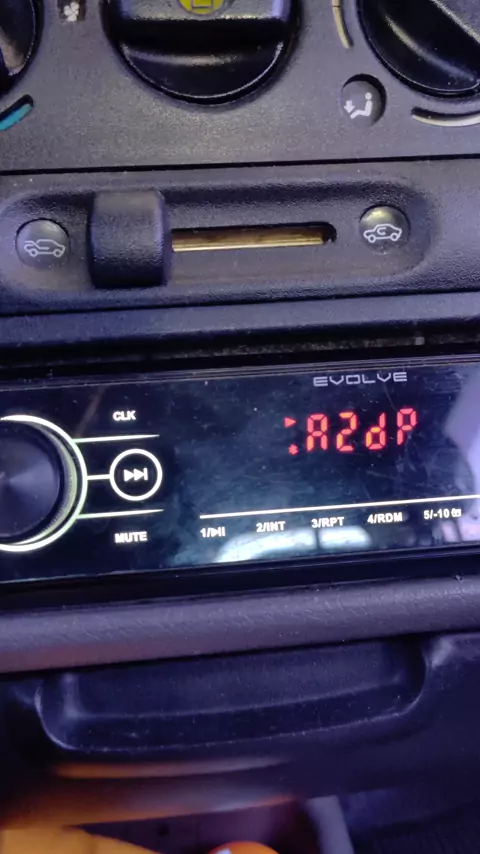 EVOLVE
CLK
A2dP
MUTE
1/▶II 2/INT 3/RPT 4/RDM 5/-10